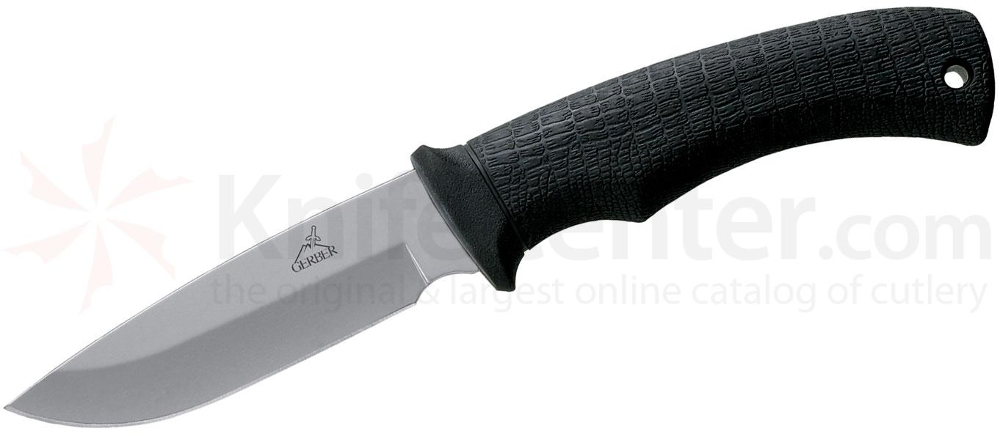 KnifeCenter.com
the original & largest online catalog of cutlery
GERBER